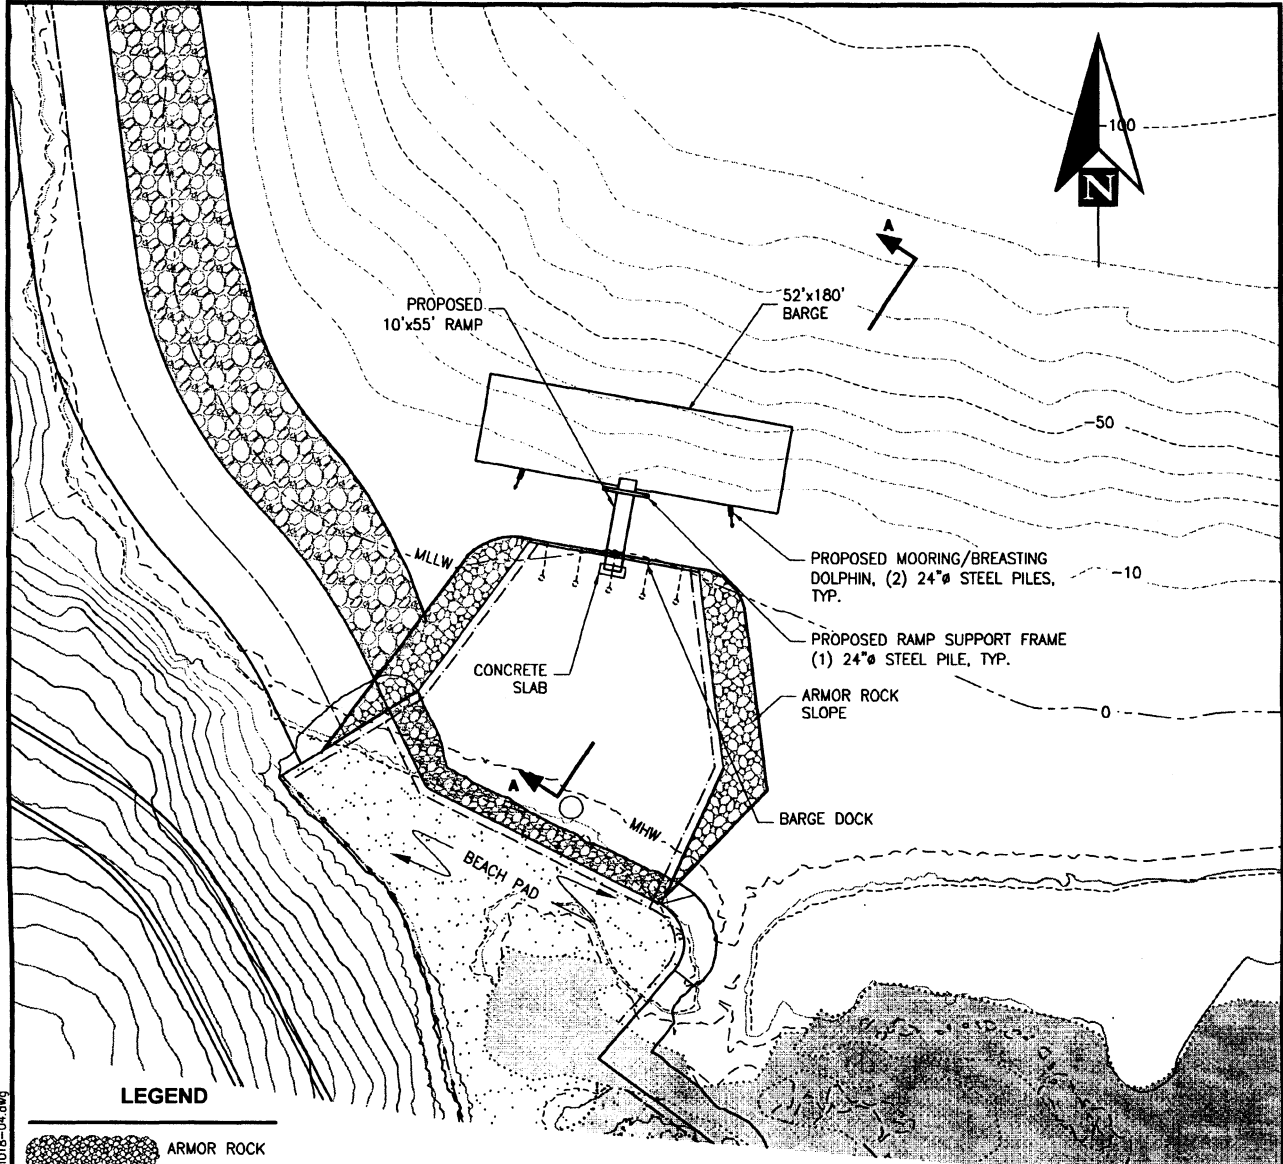 -100
N
A
PROPOSED
10'x55' RAMP
52'x180'
BARGE
-50
MLLW
PROPOSED MOORING/BREASTING
DOLPHIN, (2) 24"ø STEEL PILES,
TYP.
-10
PROPOSED RAMP SUPPORT FRAME
(1) 24"ø STEEL PILE, TYP.
CONCRETE
SLAB
ARMOR ROCK
SLOPE
0
A
MHW
BARGE DOCK
BEACH PAD
LEGEND
ARMOR ROCK